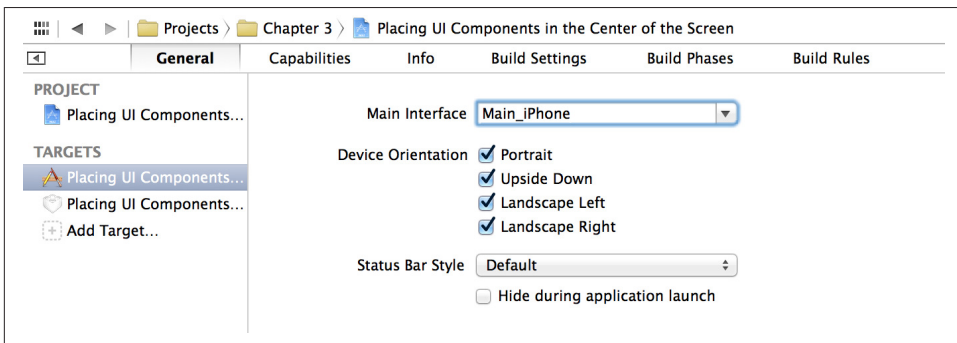 Projects Chapter 3 Placing UI Components in the Center of the Screen
General Capabilities Info Build Settings Build Phases Build Rules
PROJECT
Placing UI Components...
TARGETS
Placing UI Components...
Placing UI Components...
Add Target...
Main Interface Main_iPhone
Device Orientation Portrait
Upside Down
Landscape Left
Landscape Right
Status Bar Style Default
Hide during application launch